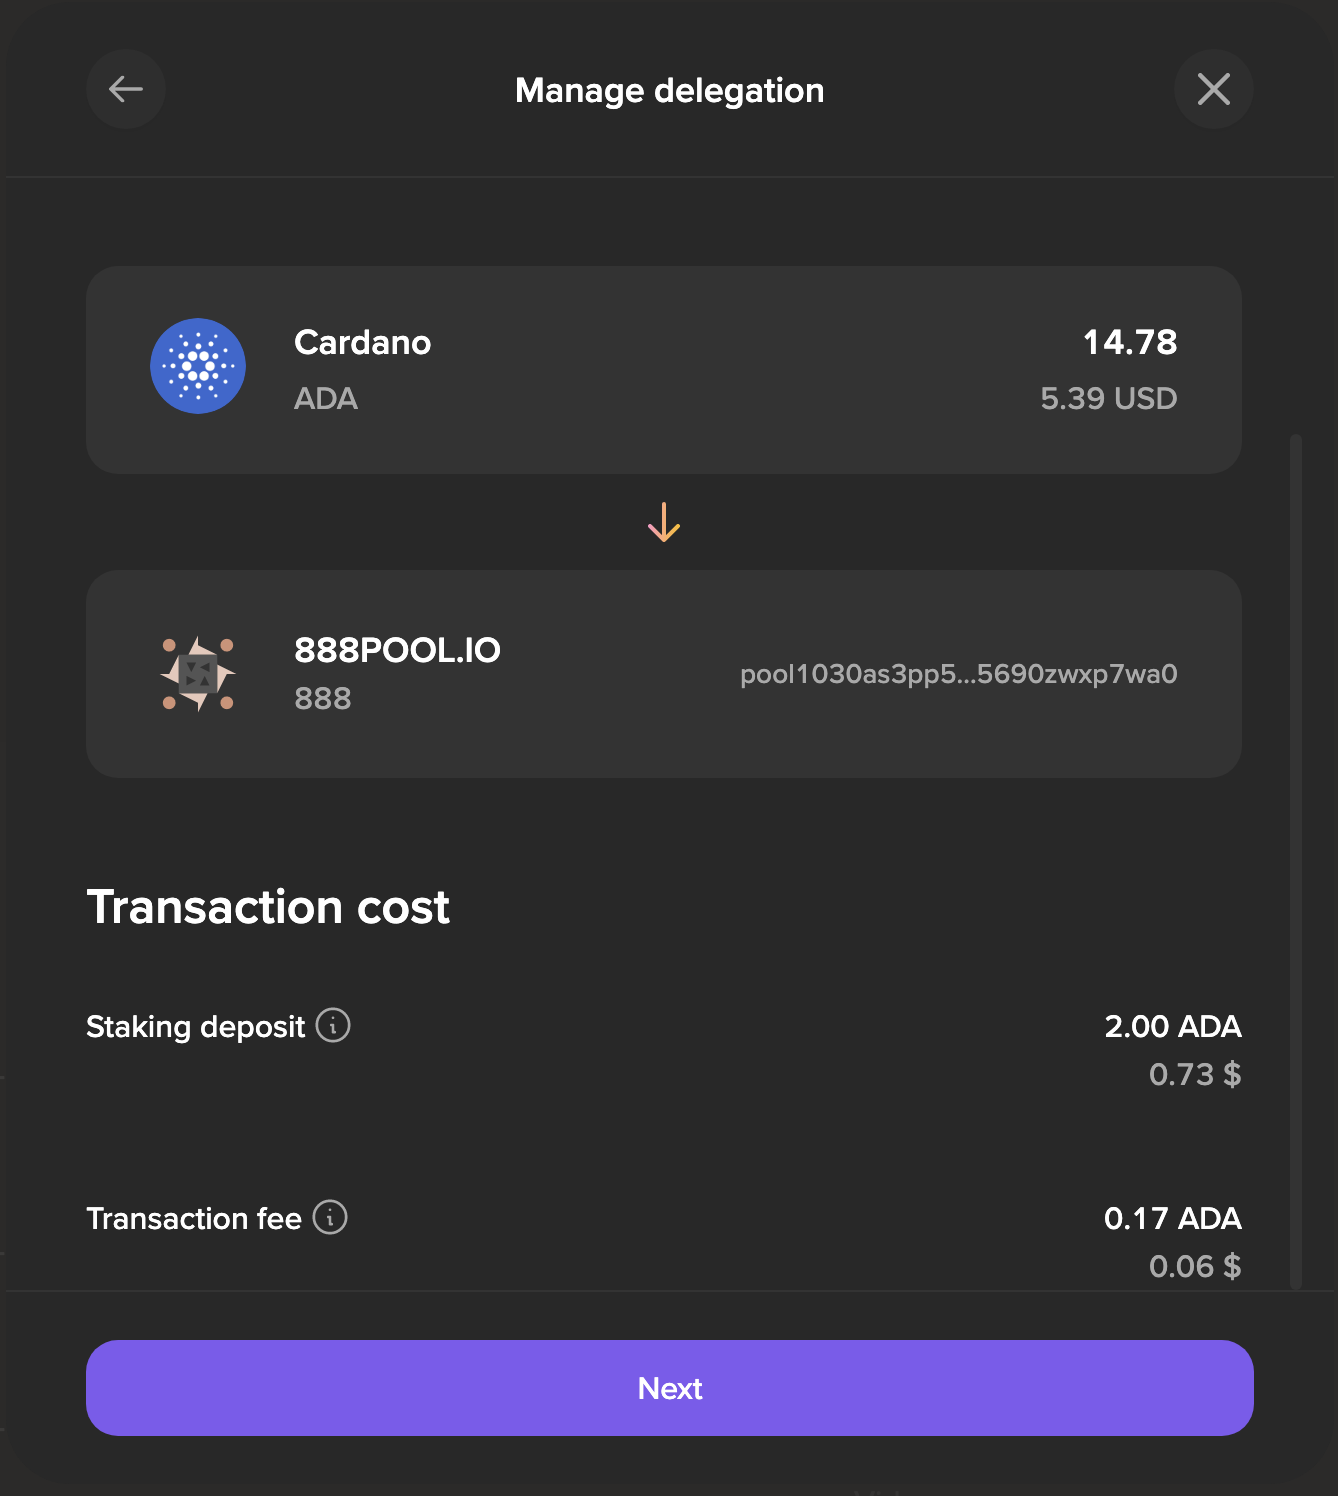 Manage delegation
Cardano
14.78
ADA
5.39 USD
888POOL.IO
888
pool1030as3pp5...5690zwxp7wa0
Transaction cost
Staking deposit
2.00 ADA
0.73 $
Transaction fee
0.17 ADA
0.06 $
Next